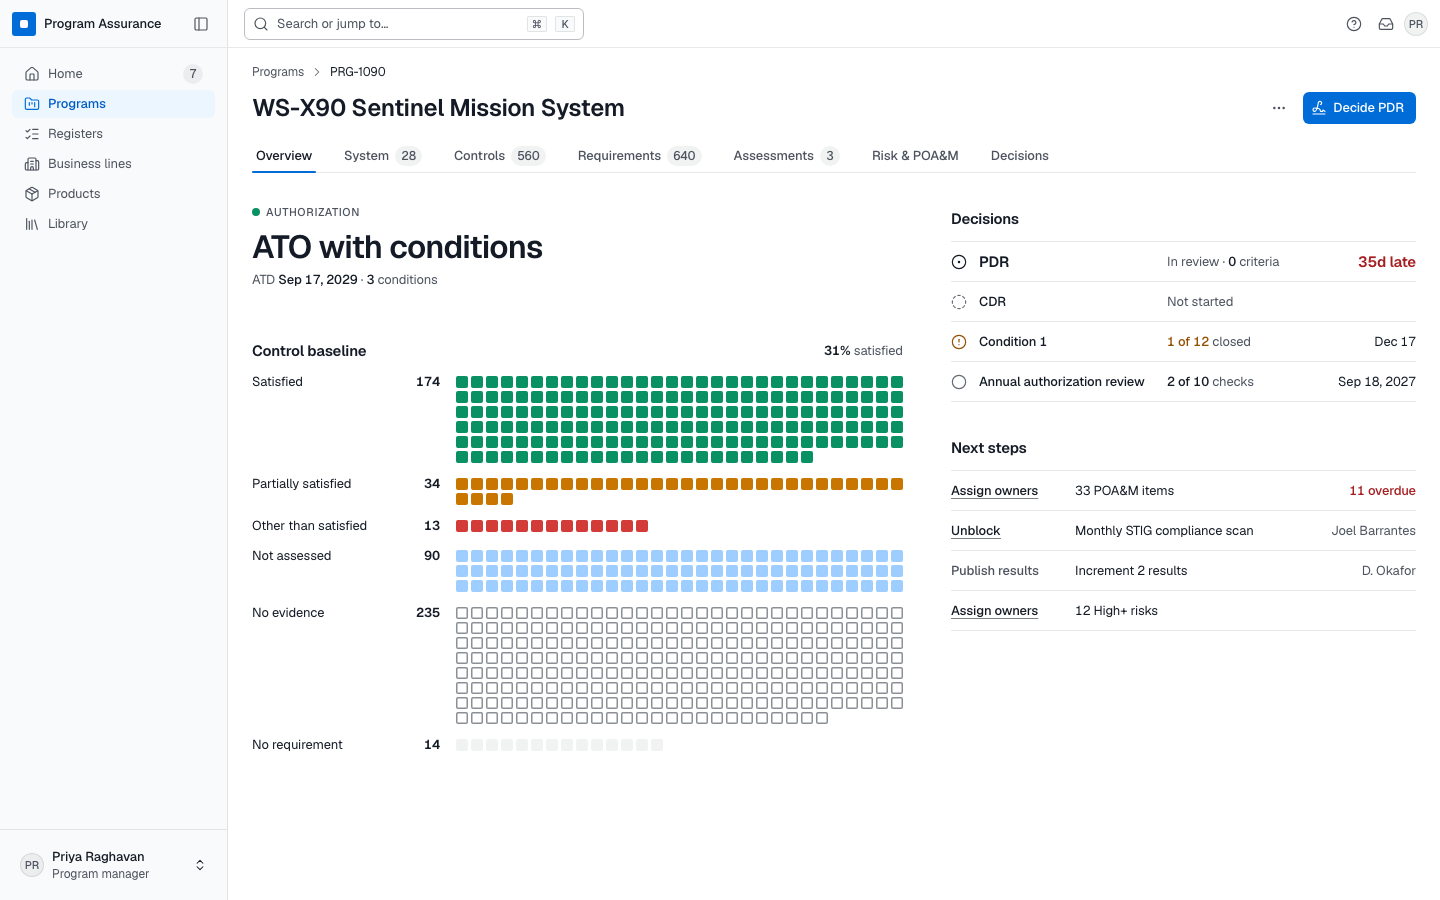 Program Assurance
Search or jump to…
⌘ K
PR
Home 7
Programs
Registers
Business lines
Products
Library
Programs > PRG-1090
WS-X90 Sentinel Mission System
Decide PDR
Overview
System 28
Controls 560
Requirements 640
Assessments 3
Risk & POA&M
Decisions
AUTHORIZATION
ATO with conditions
ATD Sep 17, 2029 · 3 conditions
Control baseline
31% satisfied
Satisfied 174
Partially satisfied 34
Other than satisfied 13
Not assessed 90
No evidence 235
No requirement 14
Decisions
PDR In review · 0 criteria 35d late
CDR Not started
Condition 1 1 of 12 closed Dec 17
Annual authorization review 2 of 10 checks Sep 18, 2027
Next steps
Assign owners 33 POA&M items 11 overdue
Unblock Monthly STIG compliance scan Joel Barrantes
Publish results Increment 2 results D. Okafor
Assign owners 12 High+ risks
PR
Priya Raghavan
Program manager